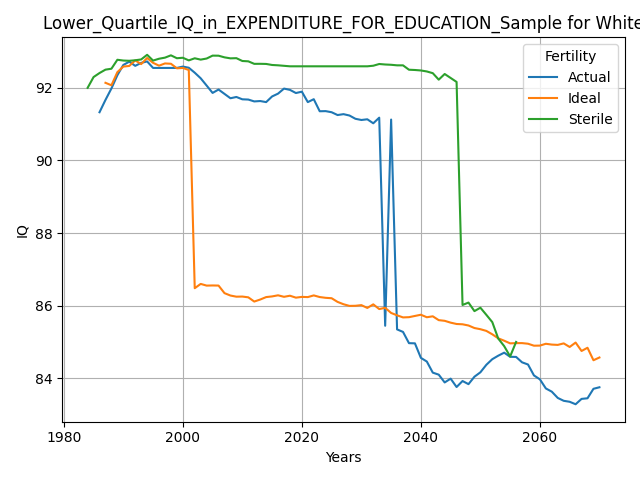 Lower_Quartile_IQ_in_EXPENDITURE_FOR_EDUCATION_Sample for White
Fertility
Actual
Ideal
Sterile
92
90
88
86
84
IQ
1980
2000
2020
2040
2060
Years